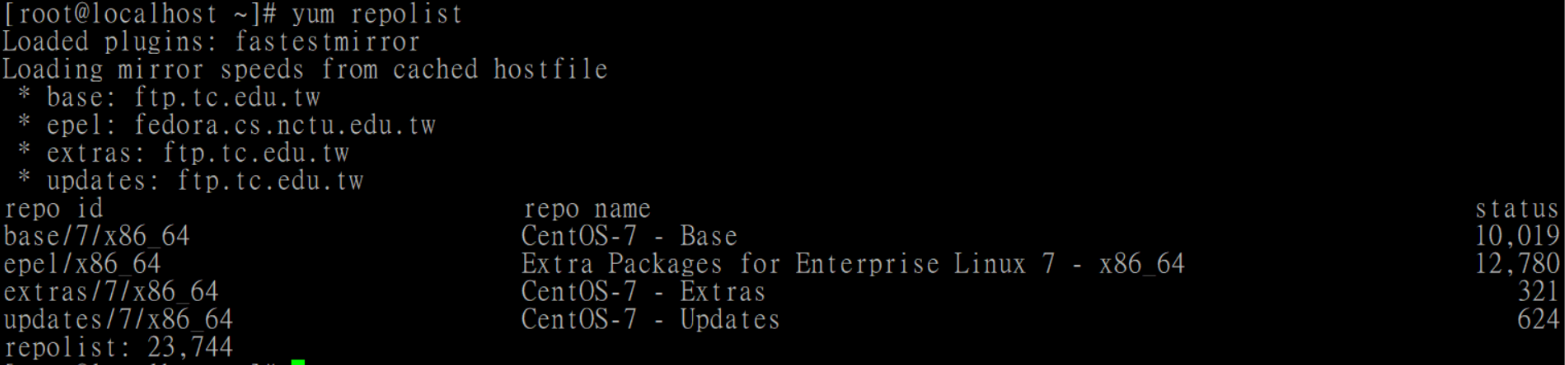 [root@localhost ~]# yum repolist
Loaded plugins: fastestmirror
Loading mirror speeds from cached hostfile
 * base: ftp.tc.edu.tw
 * epel: fedora.cs.nctu.edu.tw
 * extras: ftp.tc.edu.tw
 * updates: ftp.tc.edu.tw
repo id repo name status
base/7/x86_64 CentOS-7 - Base 10,019
epel/x86_64 Extra Packages for Enterprise Linux 7 - x86_64 12,780
extras/7/x86_64 CentOS-7 - Extras 321
updates/7/x86_64 CentOS-7 - Updates 624
repolist: 23,744